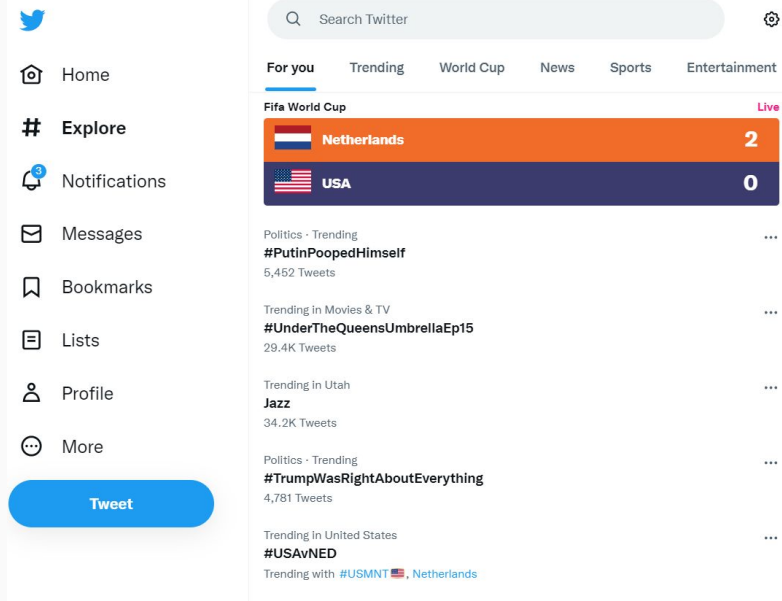 Search Twitter
Home
Explore
3
Notifications
Messages
Bookmarks
Lists
Profile
More
Tweet
For you Trending World Cup News Sports Entertainment
Fifa World Cup Live
Netherlands 2
USA 0
Politics · Trending
#PutinPoopedHimself
5,452 Tweets
Trending in Movies & TV
#UnderTheQueensUmbrellaEp15
29.4K Tweets
Trending in Utah
Jazz
34.2K Tweets
Politics · Trending
#TrumpWasRightAboutEverything
4,781 Tweets
Trending in United States
#USAvNED
Trending with #USMNT🇺🇸, Netherlands